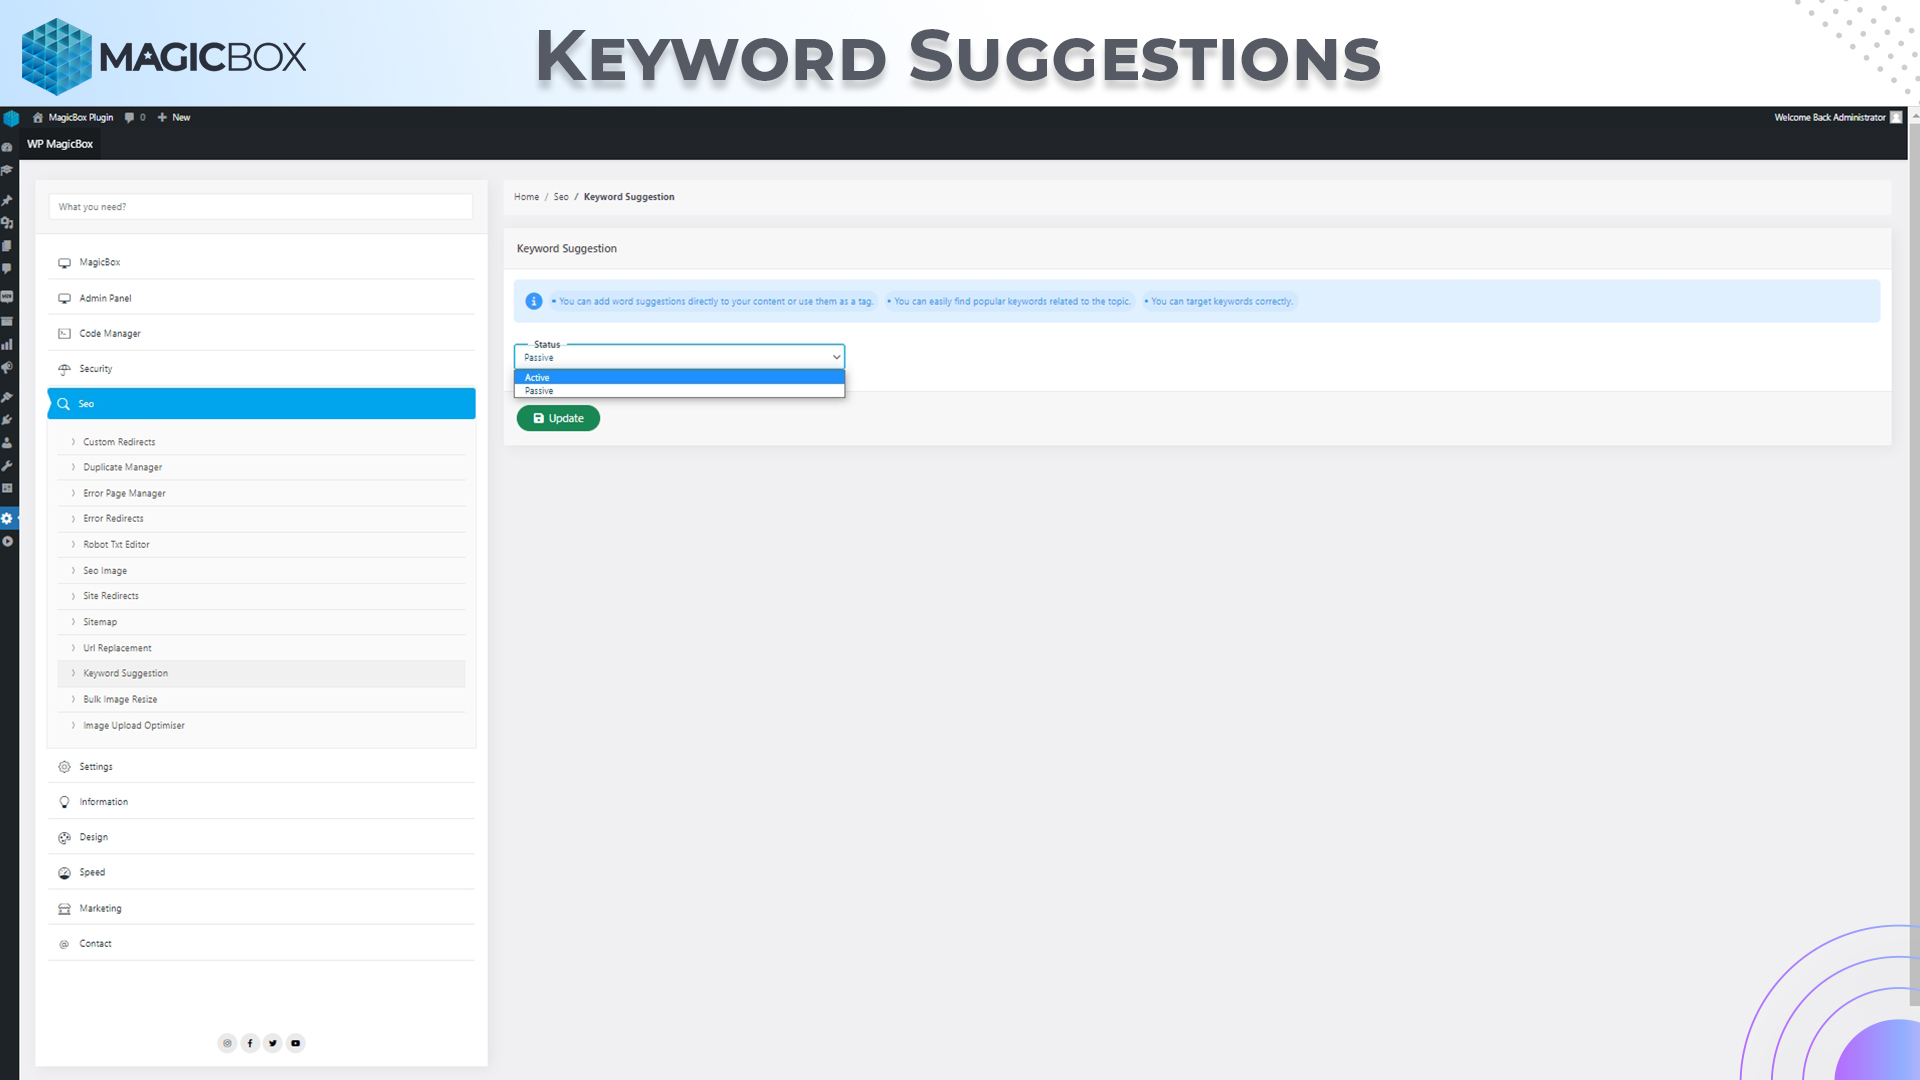 MAGICBOX
KEYWORD SUGGESTIONS
MagicBox Plugin 0 New
Welcome Back Administrator
WP MagicBox
What you need?
MagicBox
Admin Panel
Code Manager
Security
Seo
Custom Redirects
Duplicate Manager
Error Page Manager
Error Redirects
Robot Txt Editor
Seo Image
Site Redirects
Sitemap
Url Replacement
Keyword Suggestion
Bulk Image Resize
Image Upload Optimiser
Settings
Information
Design
Speed
Marketing
Contact
Home / Seo / Keyword Suggestion
Keyword Suggestion
• You can add word suggestions directly to your content or use them as a tag. • You can easily find popular keywords related to the topic. • You can target keywords correctly.
Status
Passive
Active
Passive
Update